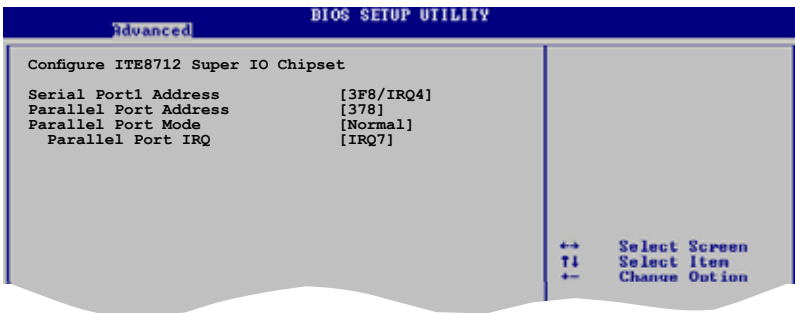 BIOS SETUP UTILITY
Advanced
Configure ITE8712 Super IO Chipset
Serial Port1 Address [3F8/IRQ4]
Parallel Port Address [378]
Parallel Port Mode [Normal]
Parallel Port IRQ [IRQ7]
←→ Select Screen
↑↓ Select Item
+- Change Option